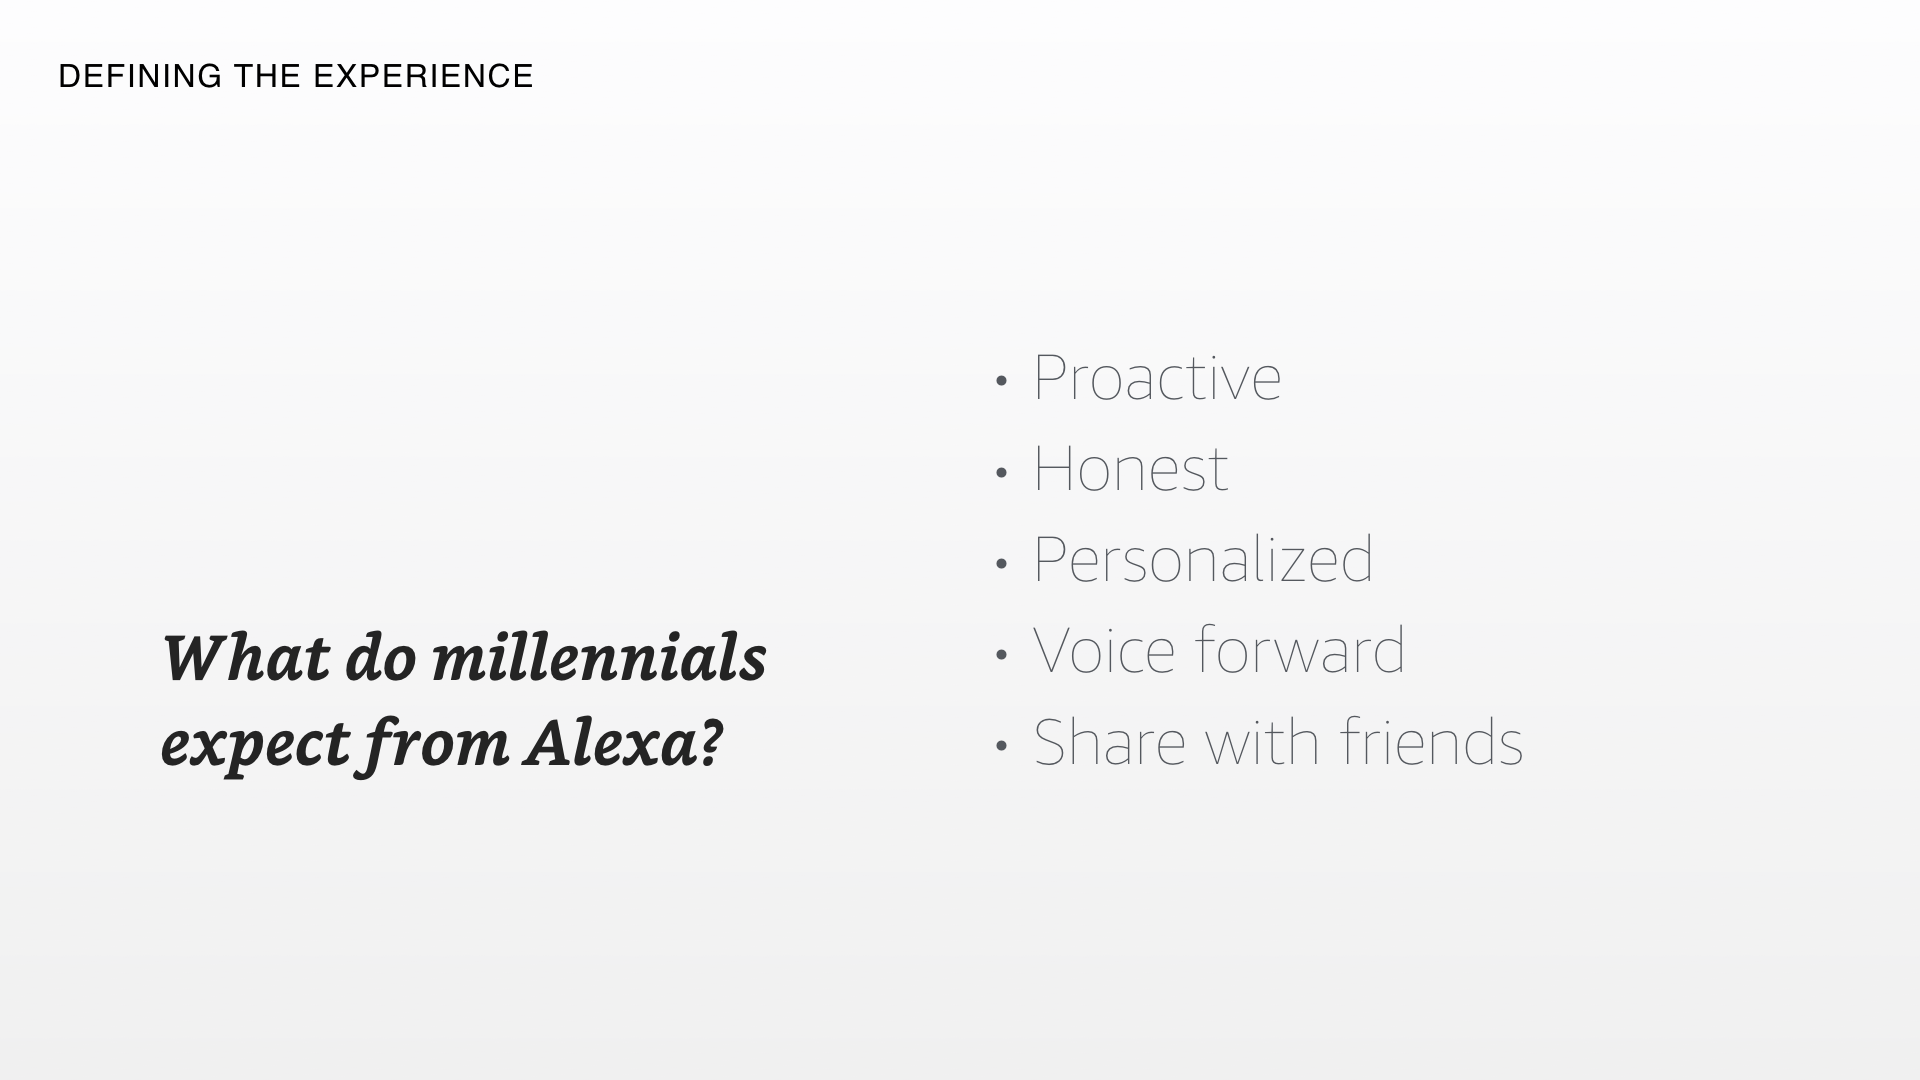 DEFINING THE EXPERIENCE
What do millennials
expect from Alexa?
• Proactive
• Honest
• Personalized
• Voice forward
• Share with friends